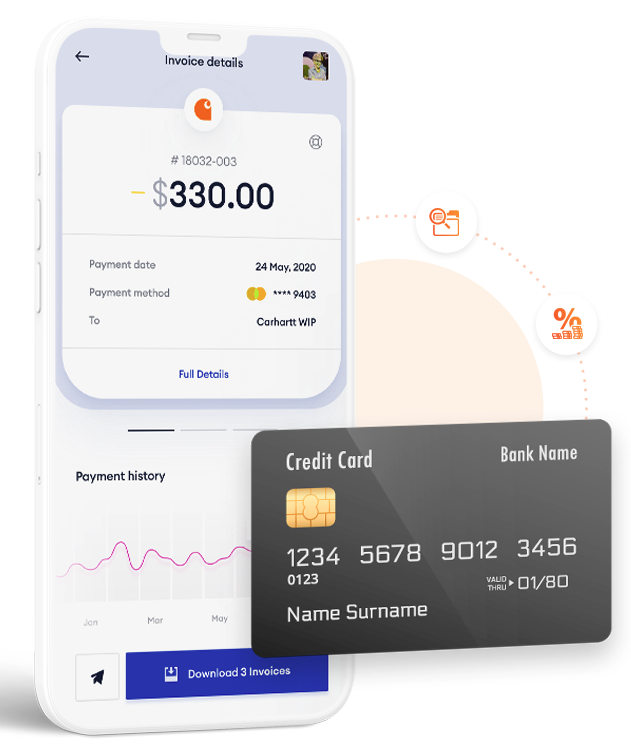 Invoice details
# 18032-003
– $330.00
Payment date 24 May, 2020
Payment method **** 9403
To Carhartt WIP
Full Details
Payment history
Jan Mar May
Download 3 Invoices
%
Credit Card Bank Name
1234 5678 9012 3456
0123
VALID THRU 01/80
Name Surname